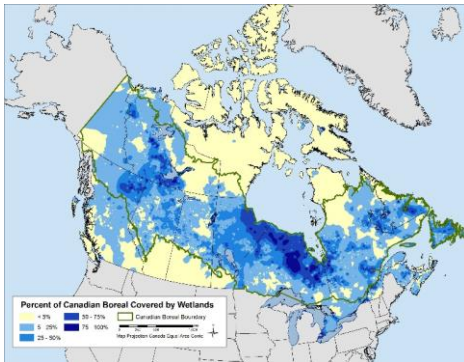 Percent of Canadian Boreal Covered by Wetlands
< 5% 50 - 75% Canadian Boreal Boundary
5 - 25% 75 - 100%
25 - 50% Map Projection Canada Equal Area Conic